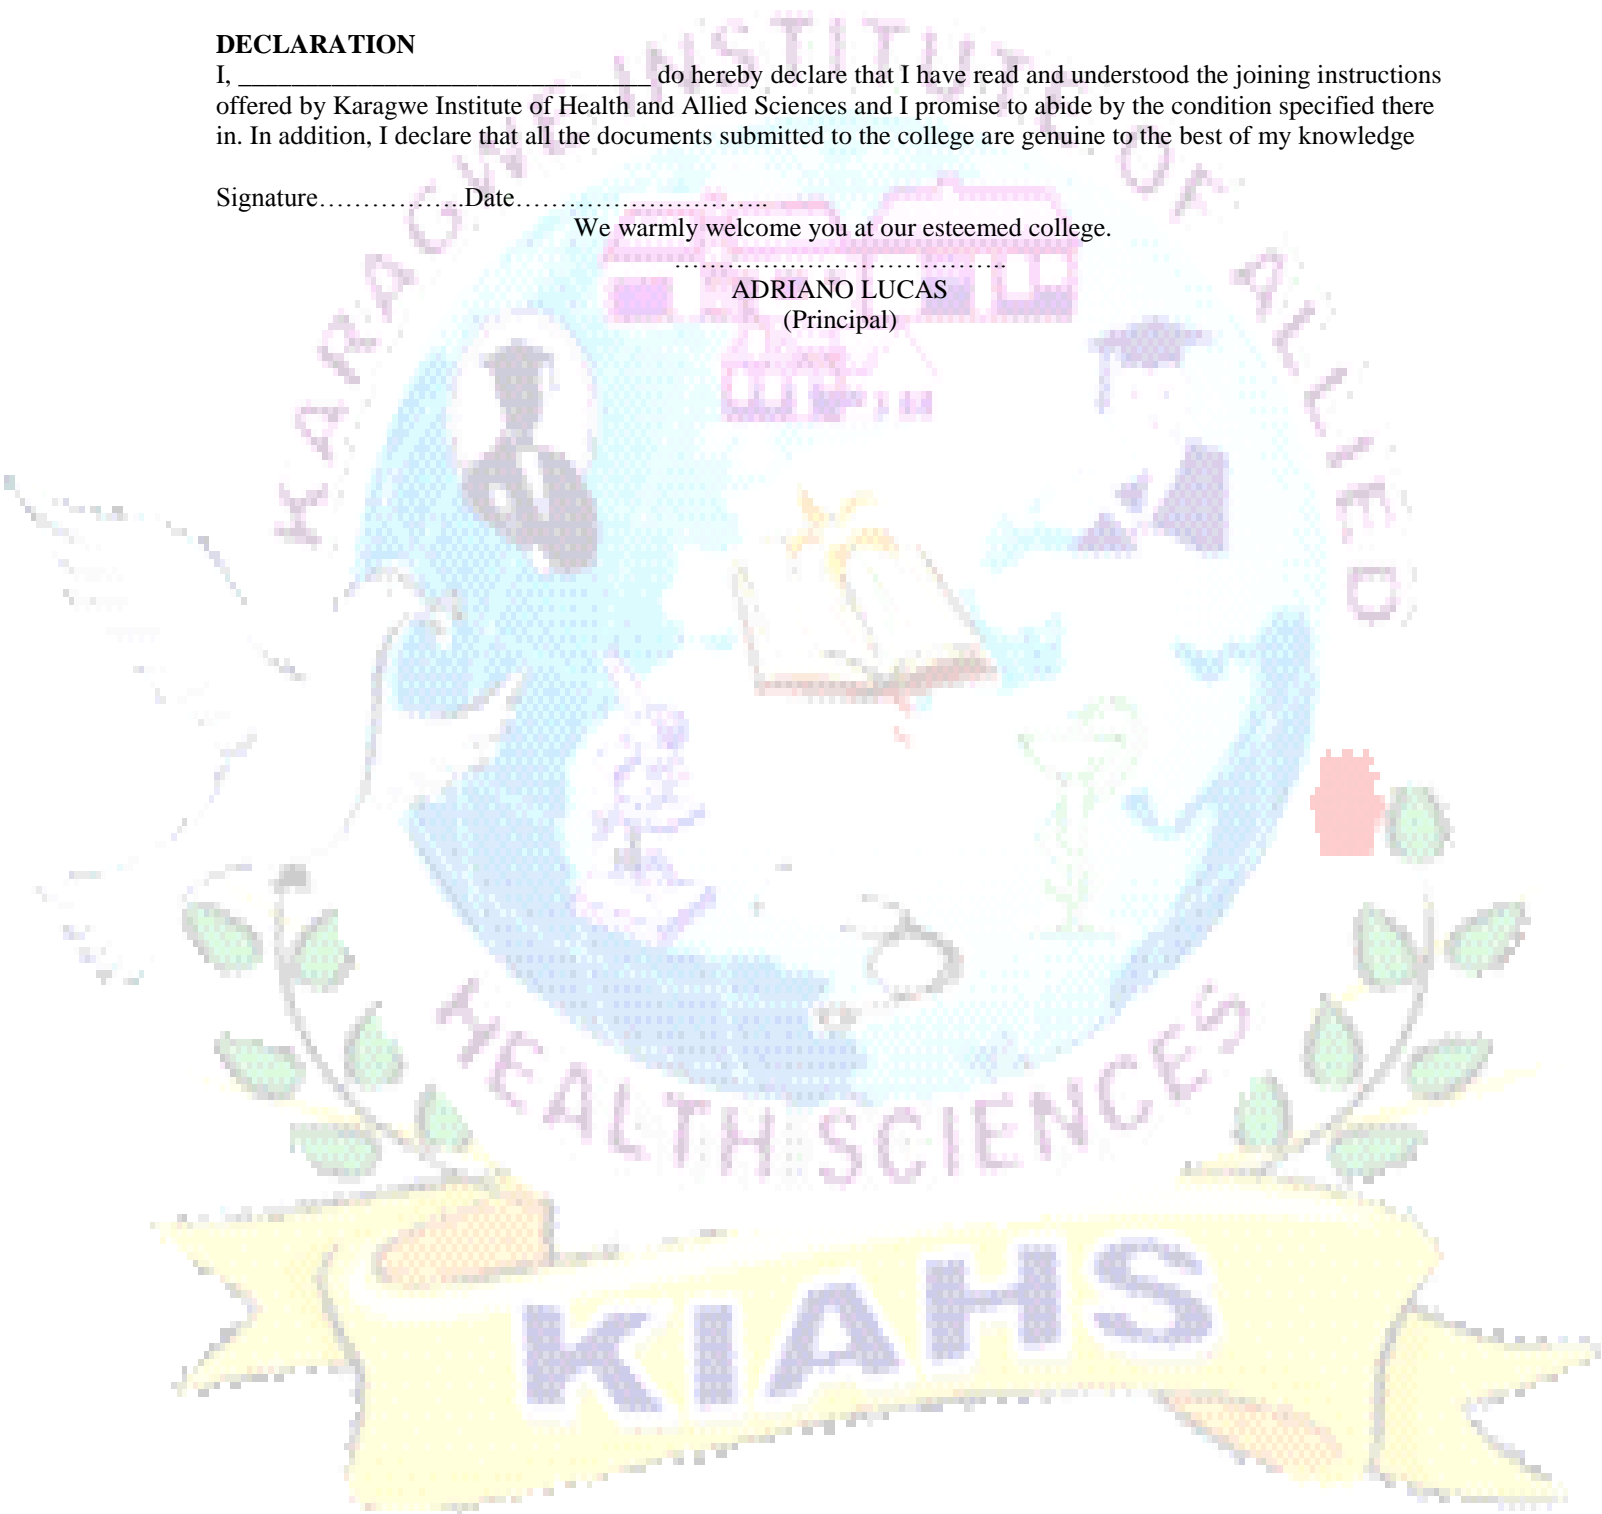 DECLARATION
I, _______________________________ do hereby declare that I have read and understood the joining instructions
offered by Karagwe Institute of Health and Allied Sciences and I promise to abide by the condition specified there
in. In addition, I declare that all the documents submitted to the college are genuine to the best of my knowledge
Signature……………..Date………………………..
We warmly welcome you at our esteemed college.
………………………………..
ADRIANO LUCAS
(Principal)
KARAGWE INSTITUTE OF ALLIED
HEALTH SCIENCES
KIAHS